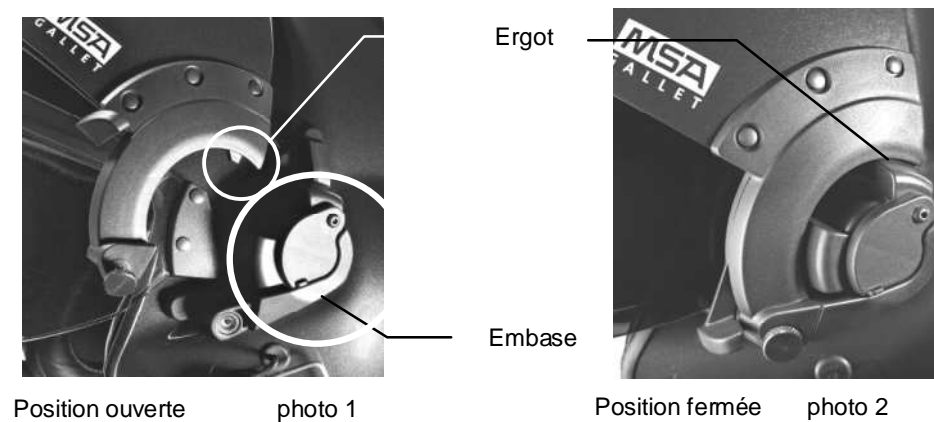 MSA
GALLET
Ergot
MSA
GALLET
Embase
Position ouverte photo 1
Position fermée photo 2